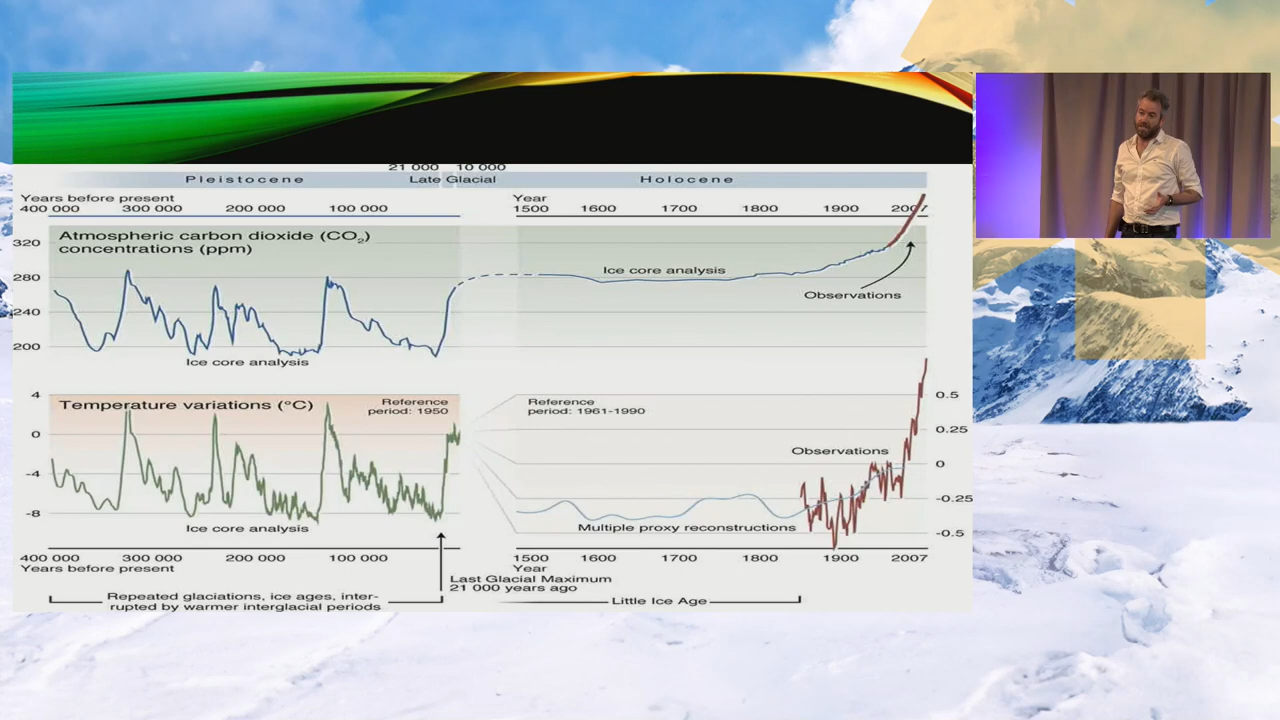 21 000 10 000
Pleistocene Late Glacial Holocene
Years before present
400 000 300 000 200 000 100 000
Year
1500 1600 1700 1800 1900 2007
Atmospheric carbon dioxide (CO₂)
concentrations (ppm)
320
280
240
200
Ice core analysis
Ice core analysis
Observations
4
0
-4
-8
Temperature variations (°C)
Reference
period: 1950
Ice core analysis
Reference
period: 1961-1990
Observations
Multiple proxy reconstructions
0.5
0.25
0
-0.25
-0.5
400 000 300 000 200 000 100 000
Years before present
1500 1600 1700 1800 1900 2007
Year
Last Glacial Maximum
21 000 years ago
Repeated glaciations, ice ages, inter-
rupted by warmer interglacial periods
Little Ice Age